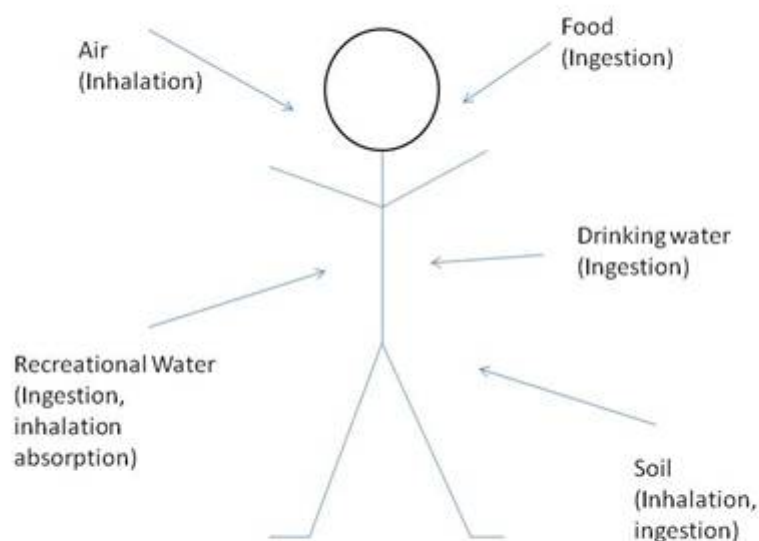 Air
(Inhalation)
Food
(Ingestion)
Drinking water
(Ingestion)
Recreational Water
(Ingestion,
inhalation
absorption)
Soil
(Inhalation,
ingestion)